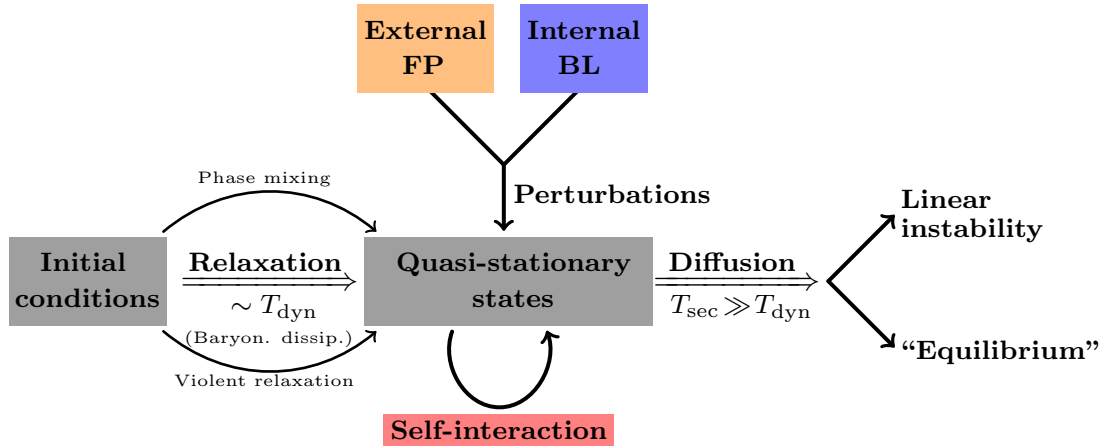 External
FP
Internal
BL
Phase mixing
Perturbations
Initial
conditions
Relaxation
∼ T_dyn
(Baryon. dissip.)
Violent relaxation
Quasi-stationary
states
Self-interaction
Diffusion
T_sec ≫ T_dyn
Linear
instability
“Equilibrium”